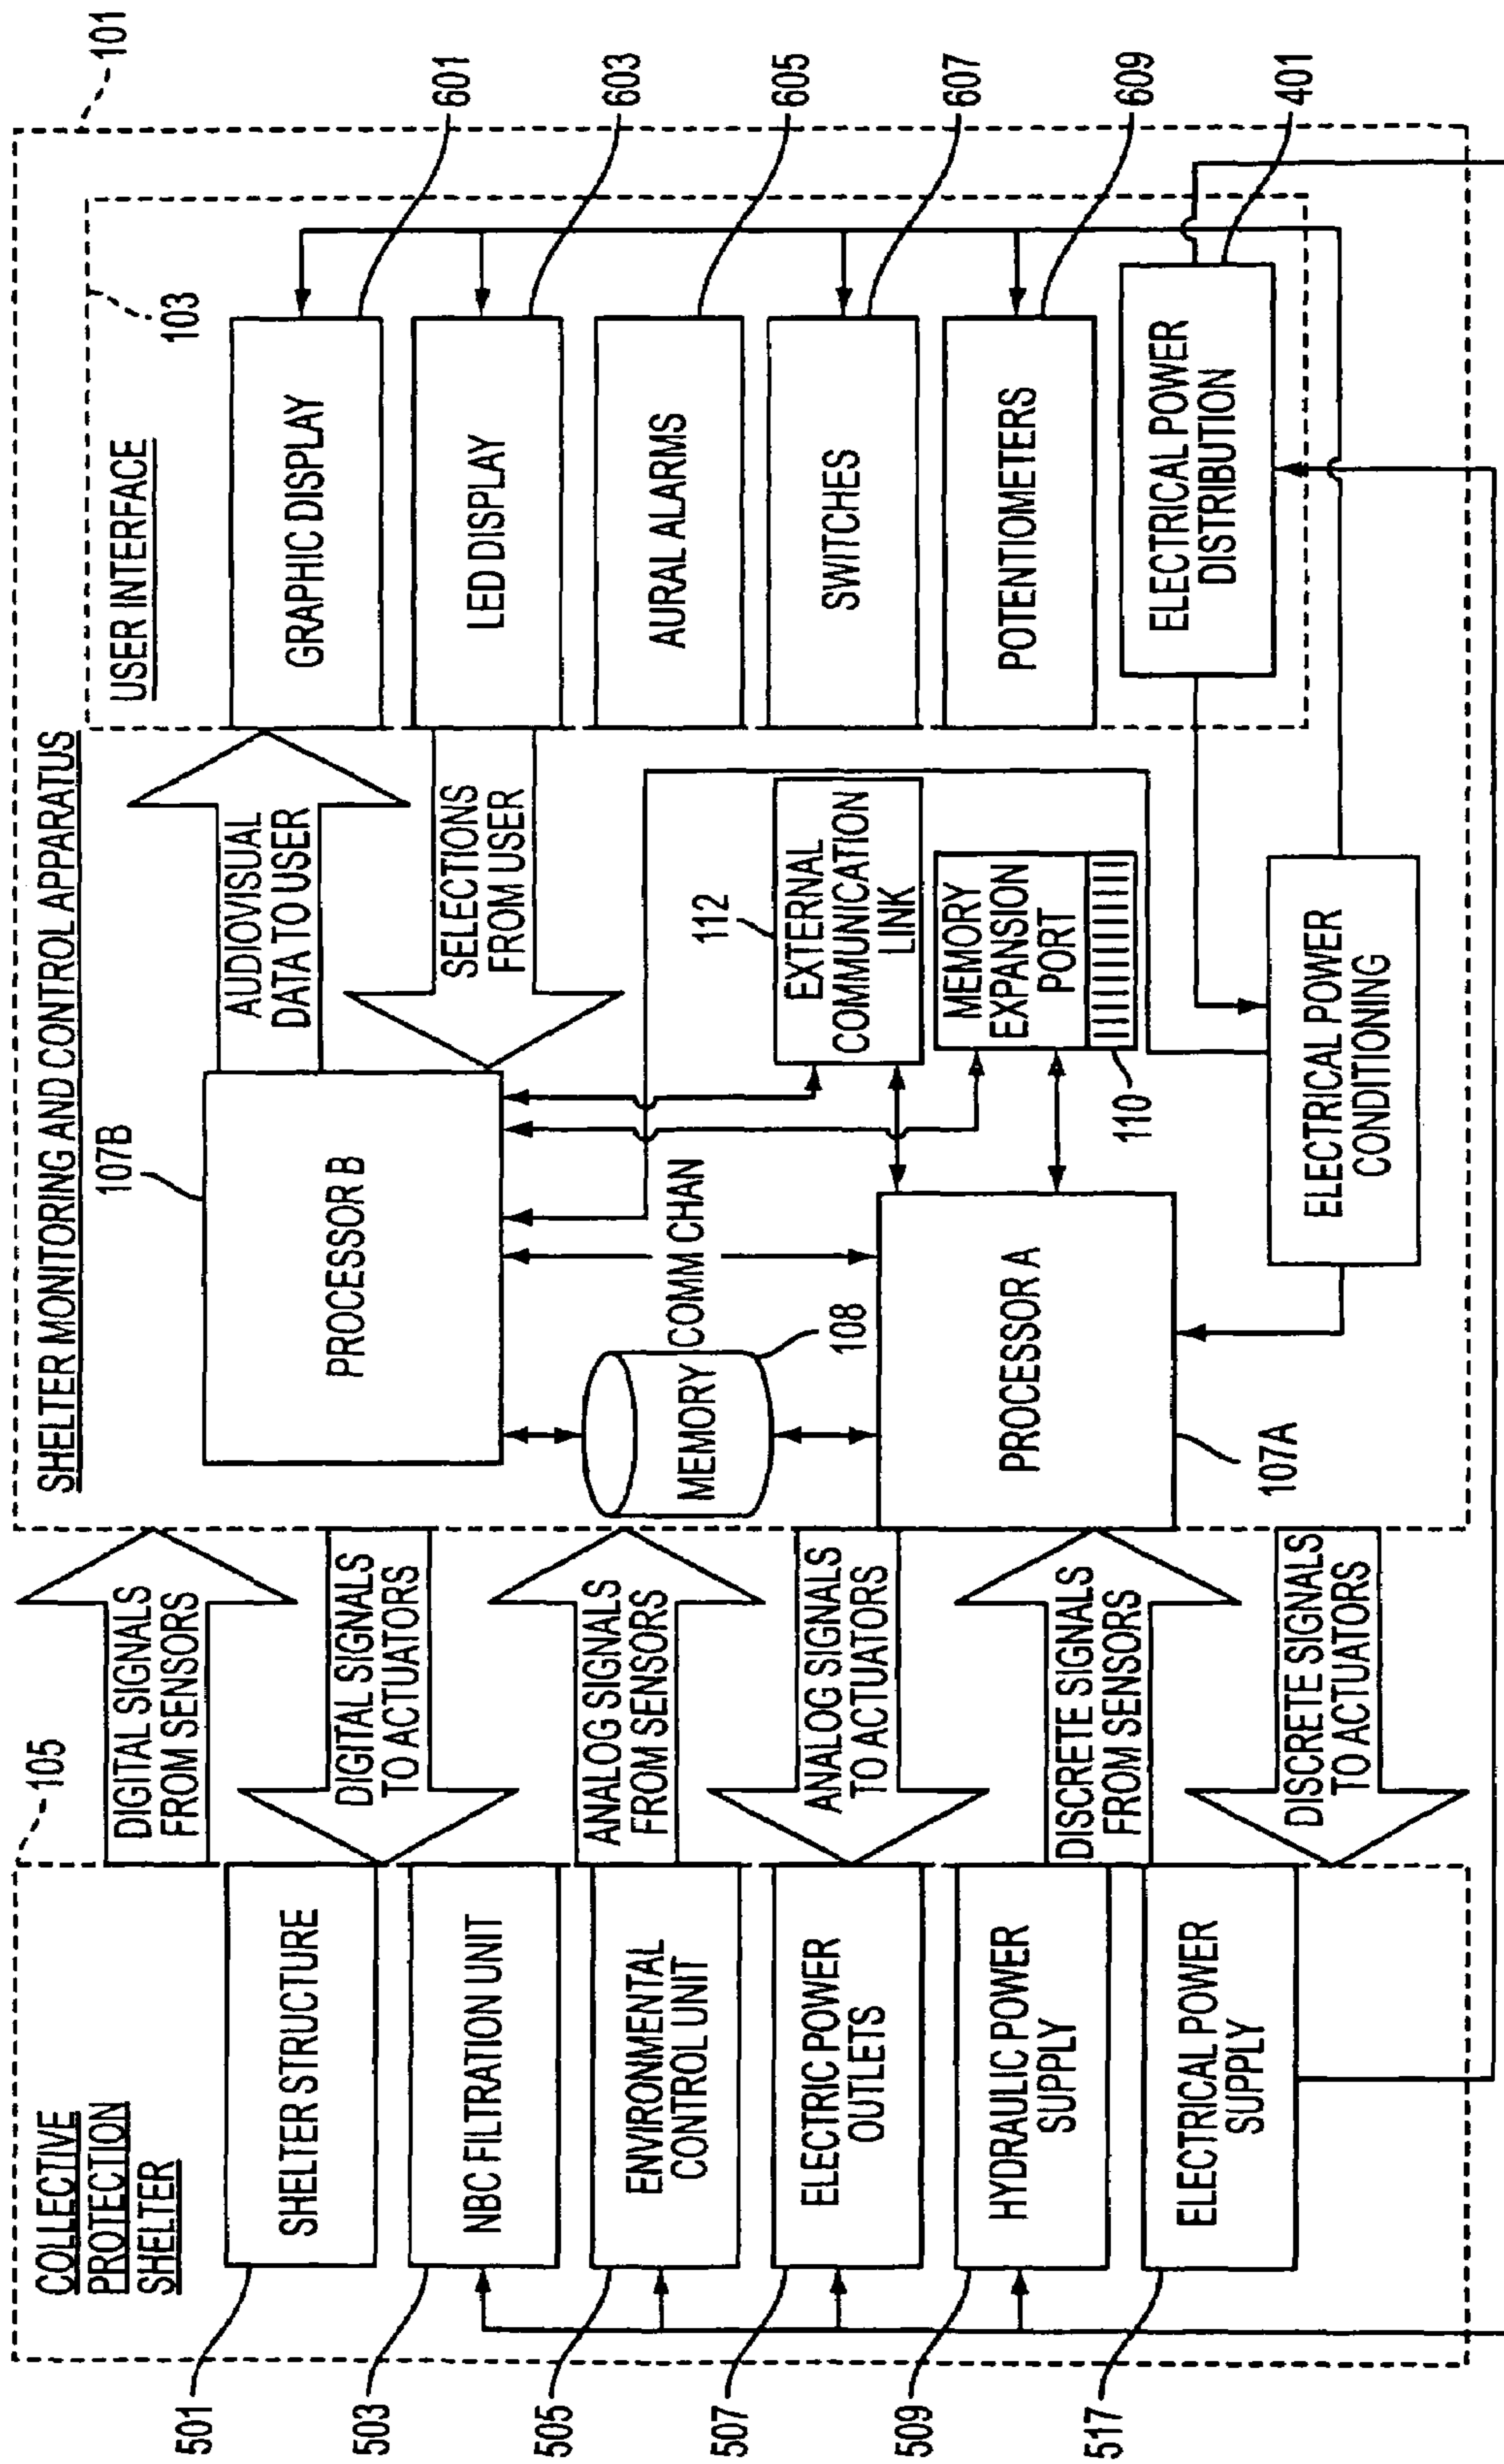 105
COLLECTIVE
PROTECTION
SHELTER
501
SHELTER STRUCTURE
503
NBC FILTRATION UNIT
505
ENVIRONMENTAL
CONTROL UNIT
507
ELECTRIC POWER
OUTLETS
509
HYDRAULIC POWER
SUPPLY
517
ELECTRICAL POWER
SUPPLY
DIGITAL SIGNALS
FROM SENSORS
DIGITAL SIGNALS
TO ACTUATORS
ANALOG SIGNALS
FROM SENSORS
ANALOG SIGNALS
TO ACTUATORS
DISCRETE SIGNALS
FROM SENSORS
DISCRETE SIGNALS
TO ACTUATORS
101
SHELTER MONITORING AND CONTROL APPARATUS
107B
PROCESSOR B
MEMORY
108
COMM CHAN
PROCESSOR A
107A
AUDIOVISUAL
DATA TO USER
SELECTIONS
FROM USER
112
EXTERNAL
COMMUNICATION
LINK
MEMORY
EXPANSION
PORT
110
ELECTRICAL POWER
CONDITIONING
103
USER INTERFACE
GRAPHIC DISPLAY
601
LED DISPLAY
603
AURAL ALARMS
605
SWITCHES
607
POTENTIOMETERS
609
ELECTRICAL POWER
DISTRIBUTION
401